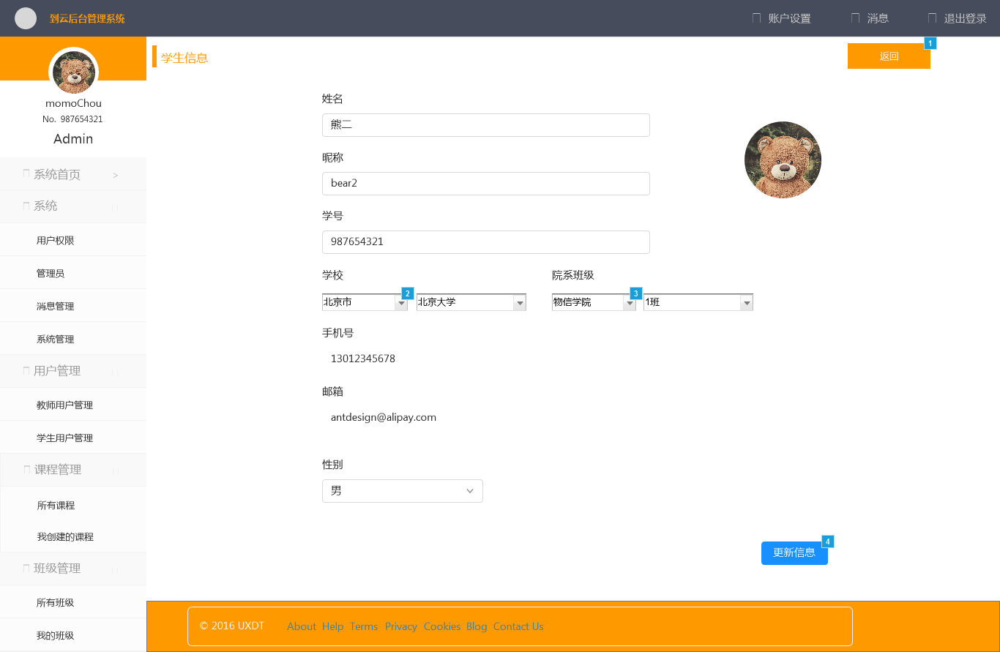 到云后台管理系统
账户设置
消息
退出登录
momoChou
No. 987654321
Admin
系统首页 >
系统
用户权限
管理员
消息管理
系统管理
用户管理
教师用户管理
学生用户管理
课程管理
所有课程
我创建的课程
班级管理
所有班级
我的班级
学生信息
返回
1
姓名
熊二
昵称
bear2
学号
987654321
学校
院系班级
北京市
2
北京大学
物信学院
3
1班
手机号
13012345678
邮箱
antdesign@alipay.com
性别
男
更新信息
4
© 2016 UXDT About Help Terms Privacy Cookies Blog Contact Us